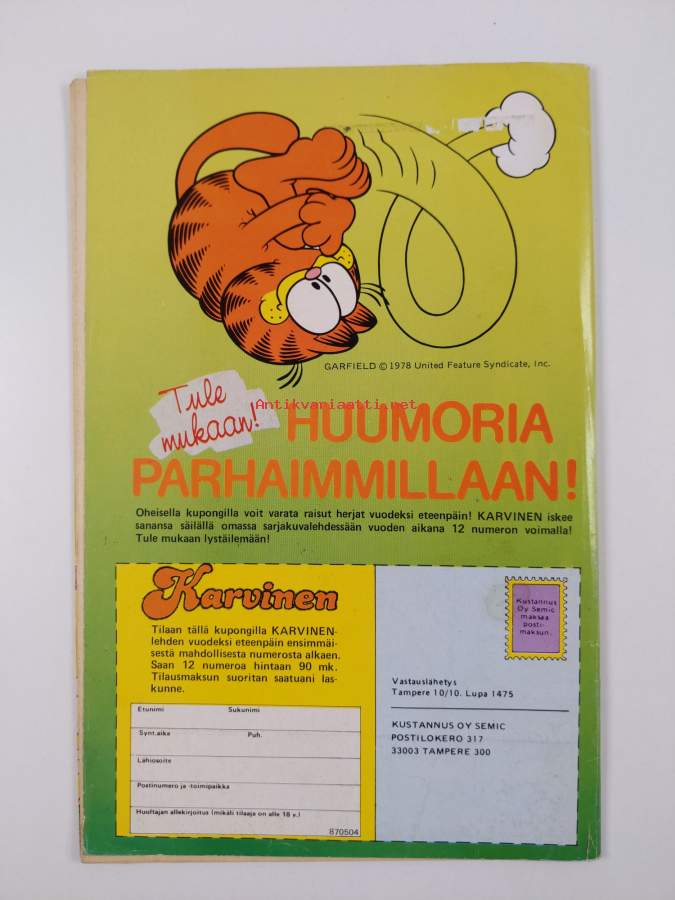 GARFIELD © 1978 United Feature Syndicate, Inc.
Tule
mukaan!
Antikvariaatti.net
HUUMORIA
PARHAIMMILLAAN!
Oheisella kupongilla voit varata raisut herjat vuodeksi eteenpäin! KARVINEN iskee
sanansa säilällä omassa sarjakuvalehdessään vuoden aikana 12 numeron voimalla!
Tule mukaan lystäilemään!
Karvinen
Tilaan tällä kupongilla KARVINEN-
lehden vuodeksi eteenpäin ensimmäi-
sestä mahdollisesta numerosta alkaen.
Saan 12 numeroa hintaan 90 mk.
Tilausmaksun suoritan saatuani las-
kunne.
Etunimi Sukunimi
Synt.aika Puh.
Lähiosoite
Postinumero ja -toimipaikka
Huoltajan allekirjoitus (mikäli tilaaja on alle 18 v.)
870504
Kustannus
Oy Semic
maksaa
posti-
maksun.
Vastauslähetys
Tampere 10/10. Lupa 1475
KUSTANNUS OY SEMIC
POSTILOKERO 317
33003 TAMPERE 300